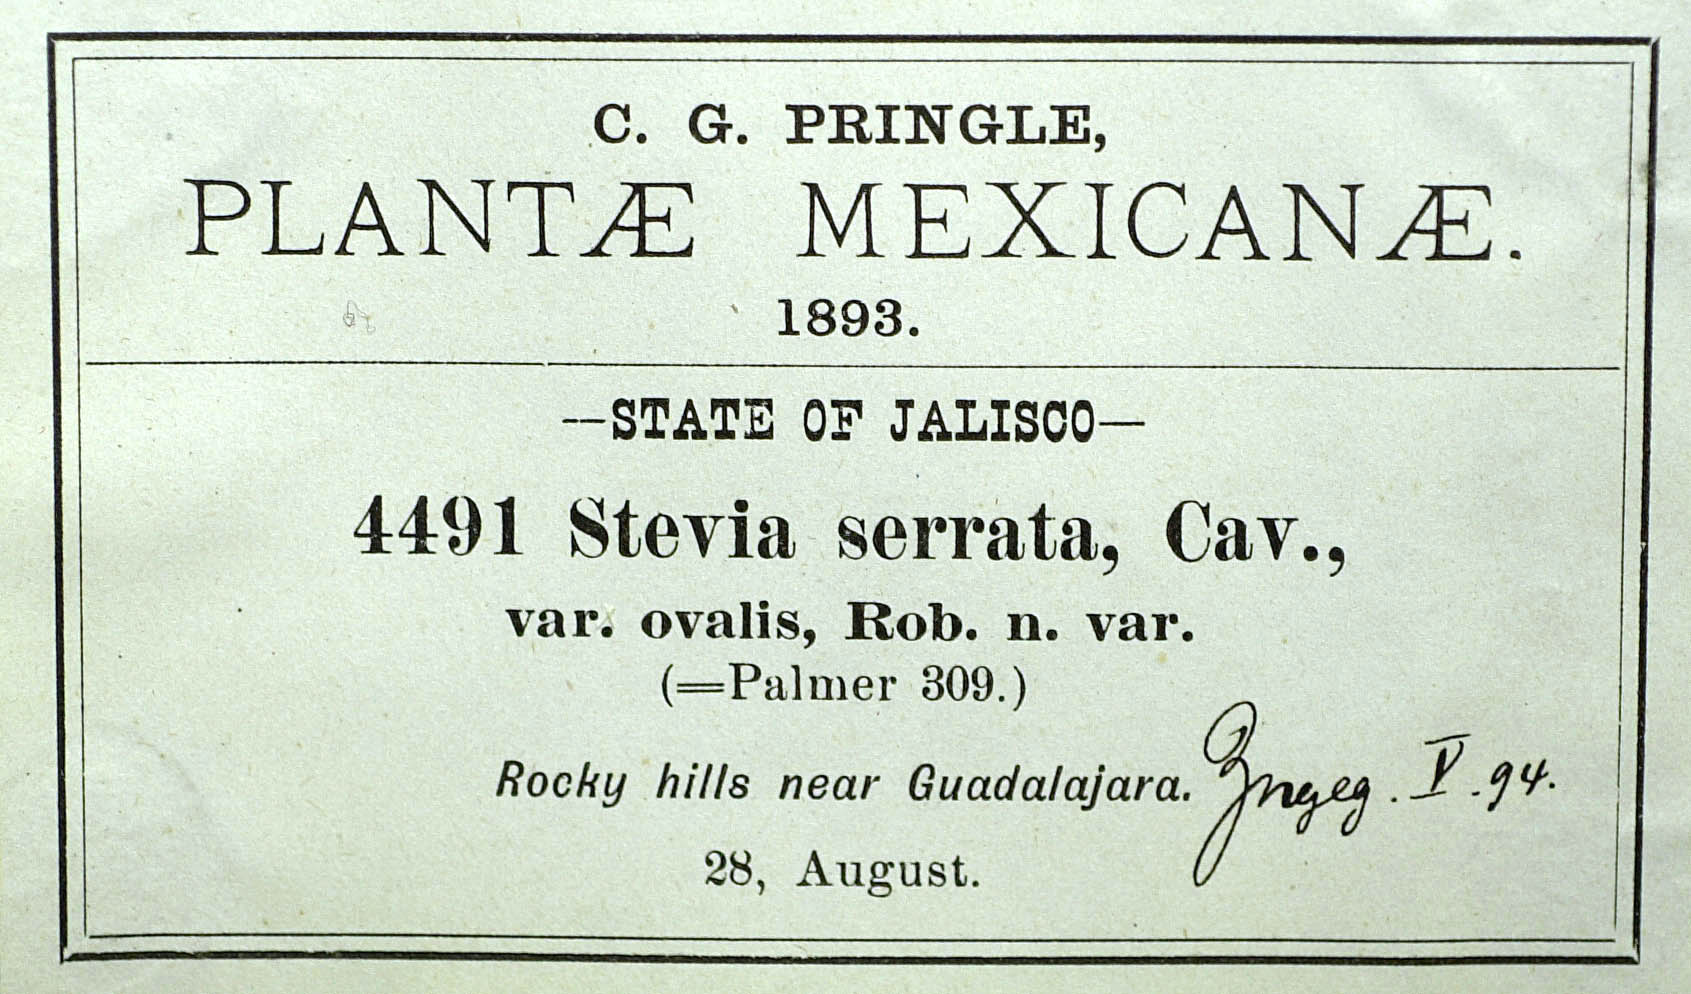 C. G. PRINGLE,
PLANTÆ MEXICANÆ.
1893.
—STATE OF JALISCO—
4491 Stevia serrata, Cav.,
var. ovalis, Rob. n. var.
(=Palmer 309.)
Rocky hills near Guadalajara.
V. 94.
28, August.